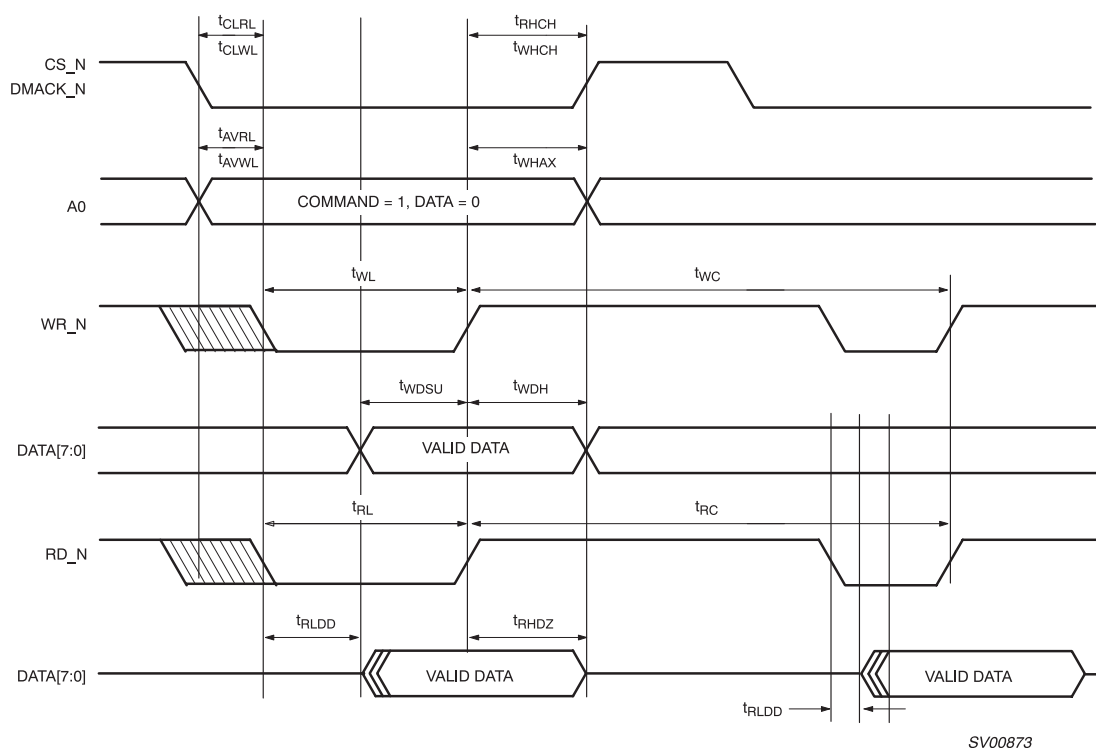 tCLRL
tRHCH
tCLWL
tWHCH
CS_N
DMACK_N
tAVRL
tAVWL
tWHAX
A0
COMMAND = 1, DATA = 0
tWL
tWC
WR_N
tWDSU
tWDH
DATA[7:0]
VALID DATA
tRL
tRC
RD_N
tRLDD
tRHDZ
DATA[7:0]
VALID DATA
VALID DATA
tRLDD
SV00873